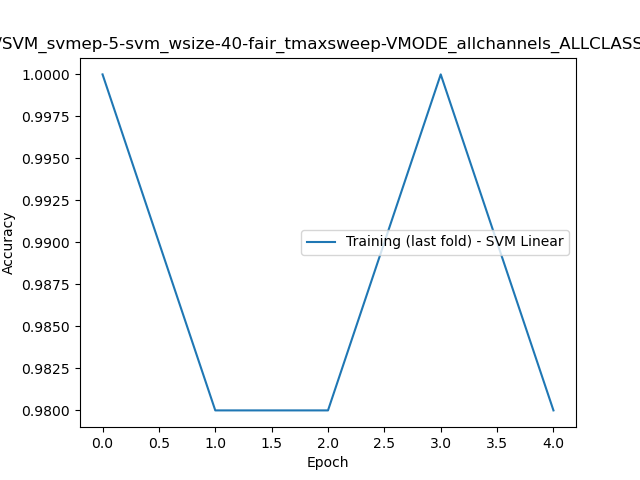 /SVM_svmep-5-svm_wsize-40-fair_tmaxsweep-VMODE_allchannels_ALLCLASS
1.0000
0.9975
0.9950
0.9925
0.9900
0.9875
0.9850
0.9825
0.9800
Accuracy
Training (last fold) - SVM Linear
0.0 0.5 1.0 1.5 2.0 2.5 3.0 3.5 4.0
Epoch